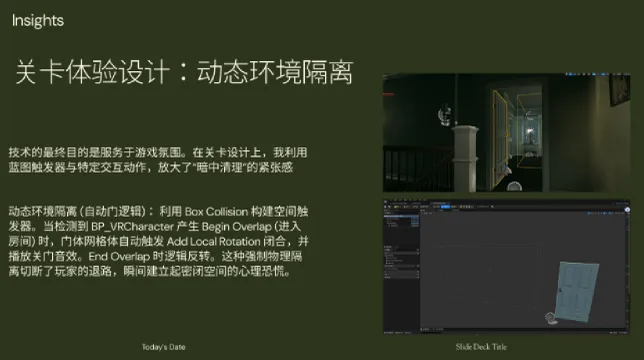 Insights
关卡体验设计：动态环境隔离
技术的最终目的是服务于游戏氛围。在关卡设计上，我利用
蓝图触发器与特定交互动作，放大了“暗中清理”的紧张感
动态环境隔离 (自动门逻辑) ：利用 Box Collision 构建空间触
发器。当检测到 BP_VRCharacter 产生 Begin Overlap (进入
房间) 时，门体网格体自动触发 Add Local Rotation 闭合，并
播放关门音效。End Overlap 时逻辑反转。这种强制物理隔
离切断了玩家的退路，瞬间建立起密闭空间的心理恐慌。
Today's Date
Slide Deck Title